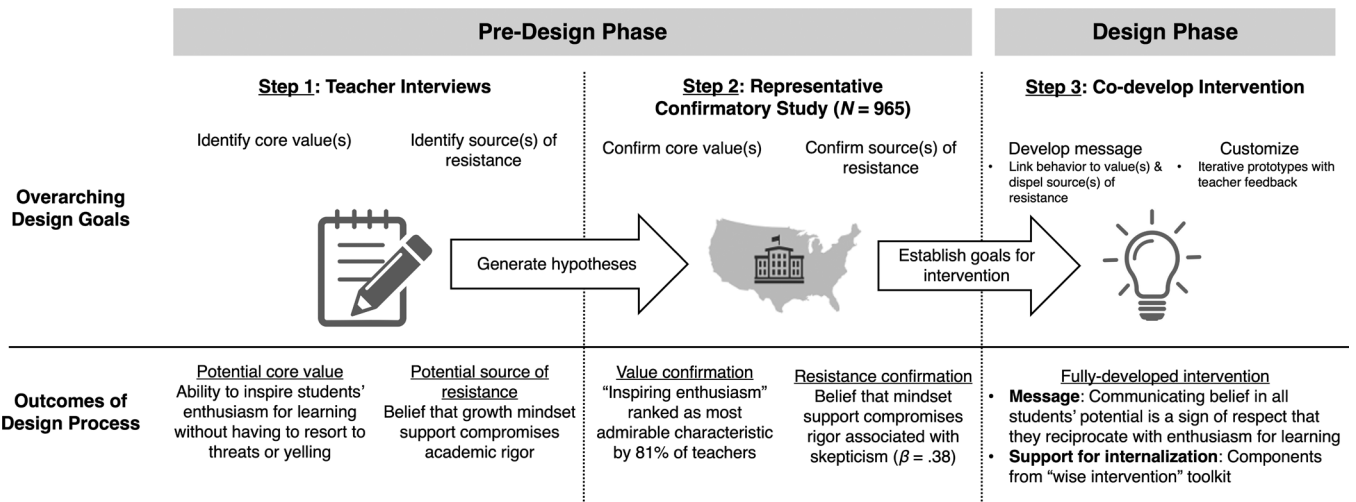 Pre-Design Phase
Design Phase
Step 1: Teacher Interviews
Step 2: Representative
Confirmatory Study (N = 965)
Step 3: Co-develop Intervention
Identify core value(s)
Identify source(s) of
resistance
Confirm core value(s)
Confirm source(s) of
resistance
Develop message
• Link behavior to value(s) &
dispel source(s) of
resistance
Customize
• Iterative prototypes with
teacher feedback
Overarching
Design Goals
Generate hypotheses
Establish goals for
intervention
Outcomes of
Design Process
Potential core value
Ability to inspire students’
enthusiasm for learning
without having to resort to
threats or yelling
Potential source of
resistance
Belief that growth mindset
support compromises
academic rigor
Value confirmation
“Inspiring enthusiasm”
ranked as most
admirable characteristic
by 81% of teachers
Resistance confirmation
Belief that mindset
support compromises
rigor associated with
skepticism (β = .38)
Fully-developed intervention
• Message: Communicating belief in all
students’ potential is a sign of respect that
they reciprocate with enthusiasm for learning
• Support for internalization: Components
from “wise intervention” toolkit